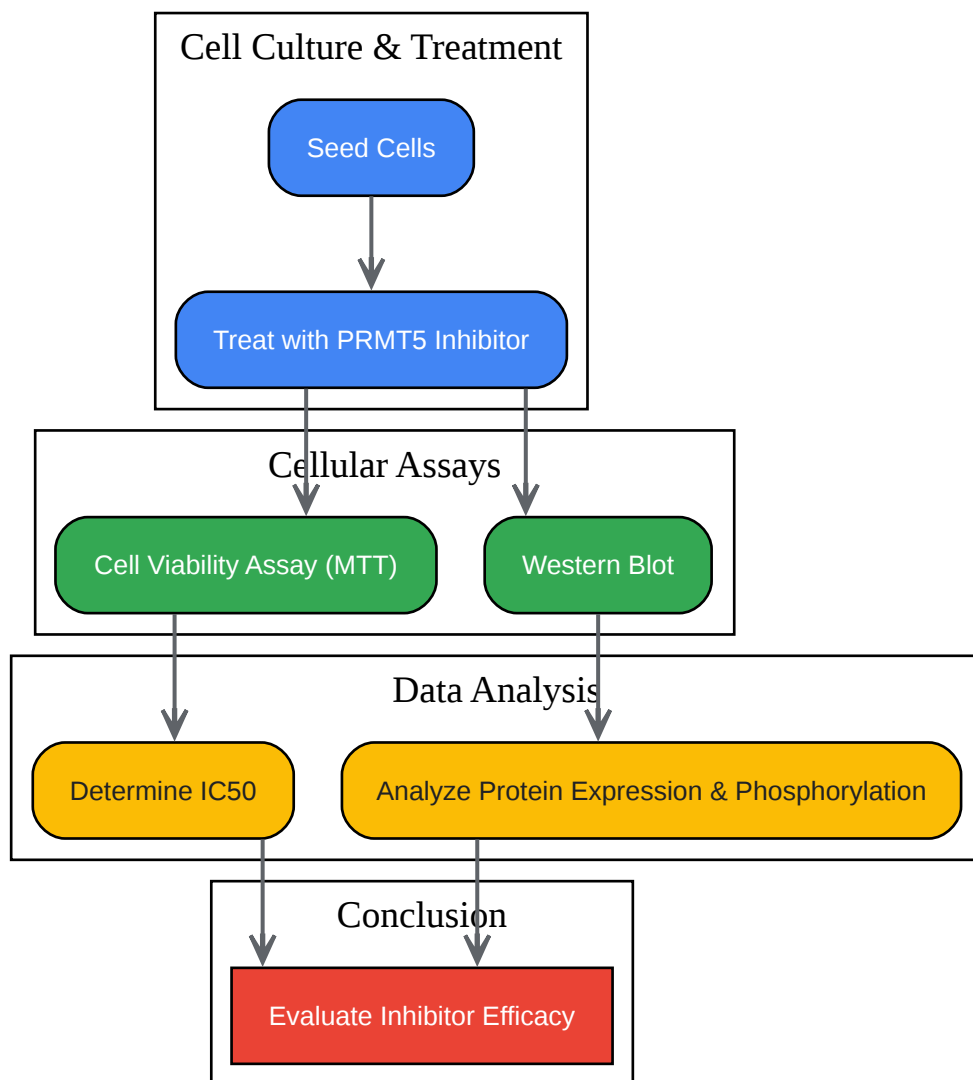 Cell Culture & Treatment
Seed Cells
Treat with PRMT5 Inhibitor
Cellular Assays
Cell Viability Assay (MTT)
Western Blot
Data Analysis
Determine IC50
Analyze Protein Expression & Phosphorylation
Conclusion
Evaluate Inhibitor Efficacy